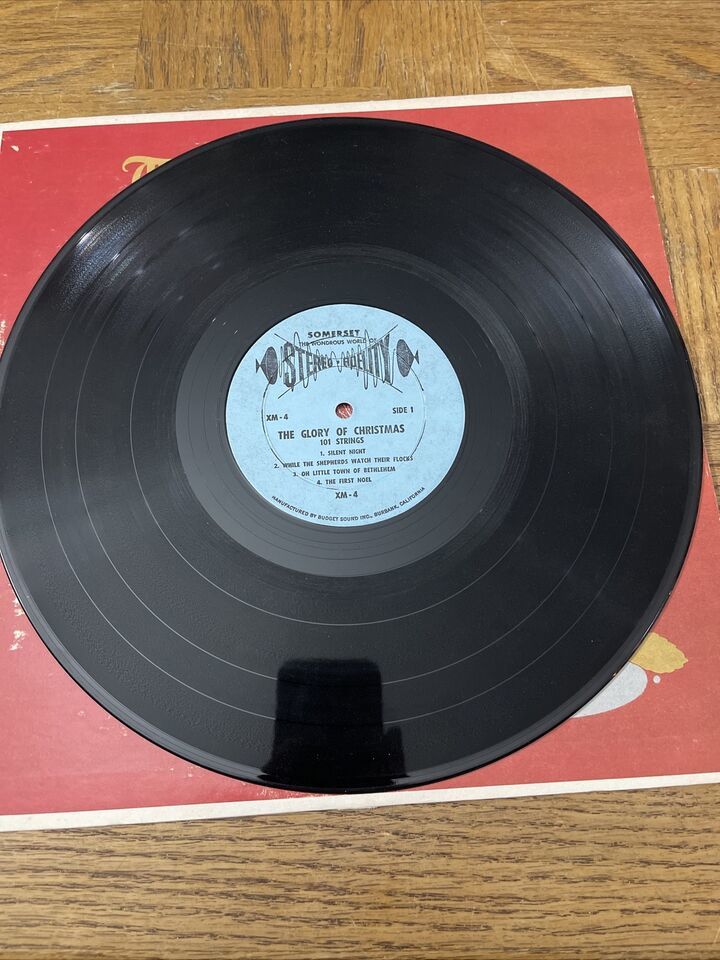 SOMERSET
THE WONDROUS WORLD OF
STEREO-FIDELITY
XM-4 SIDE 1
THE GLORY OF CHRISTMAS
101 STRINGS
1. SILENT NIGHT
2. WHILE THE SHEPHERDS WATCH THEIR FLOCKS
3. OH LITTLE TOWN OF BETHLEHEM
4. THE FIRST NOEL
XM-4
MANUFACTURED BY BUDGET SOUND INC., BURBANK, CALIFORNIA